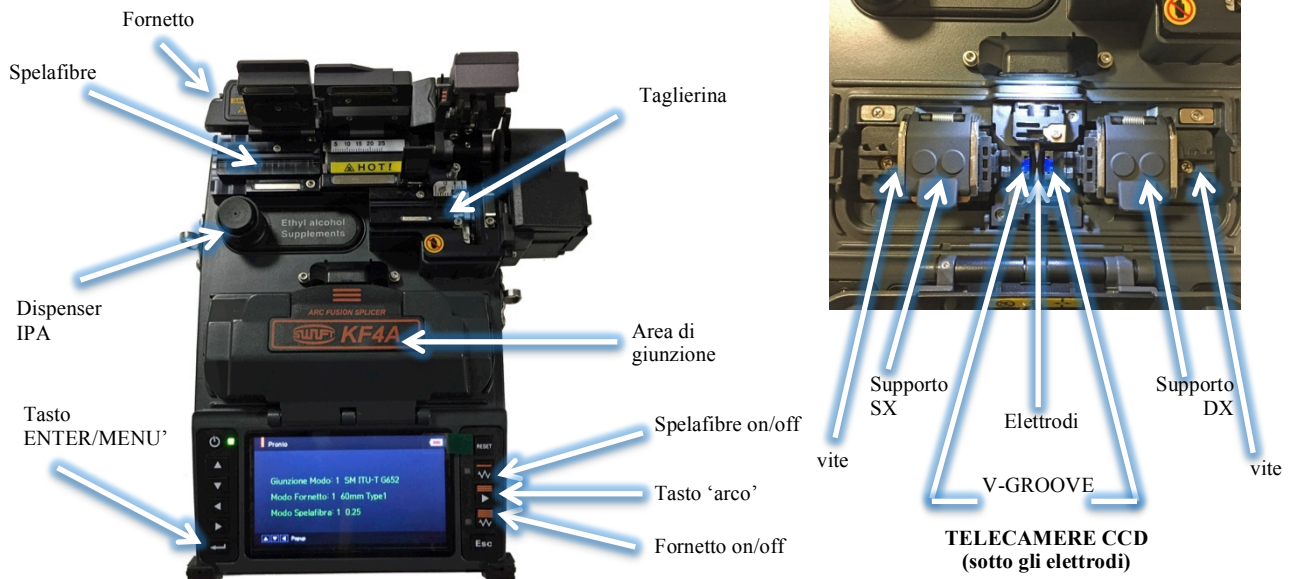 Fornetto
Spelafibre
Taglierina
5 10 15 20 25
HOT!
Ethyl alcohol
Supplements
Dispenser
IPA
ARC FUSION SPLICER
SWIFT KF4A
Area di
giunzione
Tasto
ENTER/MENU’
Pronto
RESET
Giunzione Modo: 1 SM ITU-T G652
Modo Fornetto: 1 60mm Type1
Modo Spelafibra: 1 0.25
Popup
Esc
Spelafibre on/off
Tasto ‘arco’
Fornetto on/off
Supporto
SX
Supporto
DX
Elettrodi
vite
vite
V-GROOVE
TELECAMERE CCD
(sotto gli elettrodi)